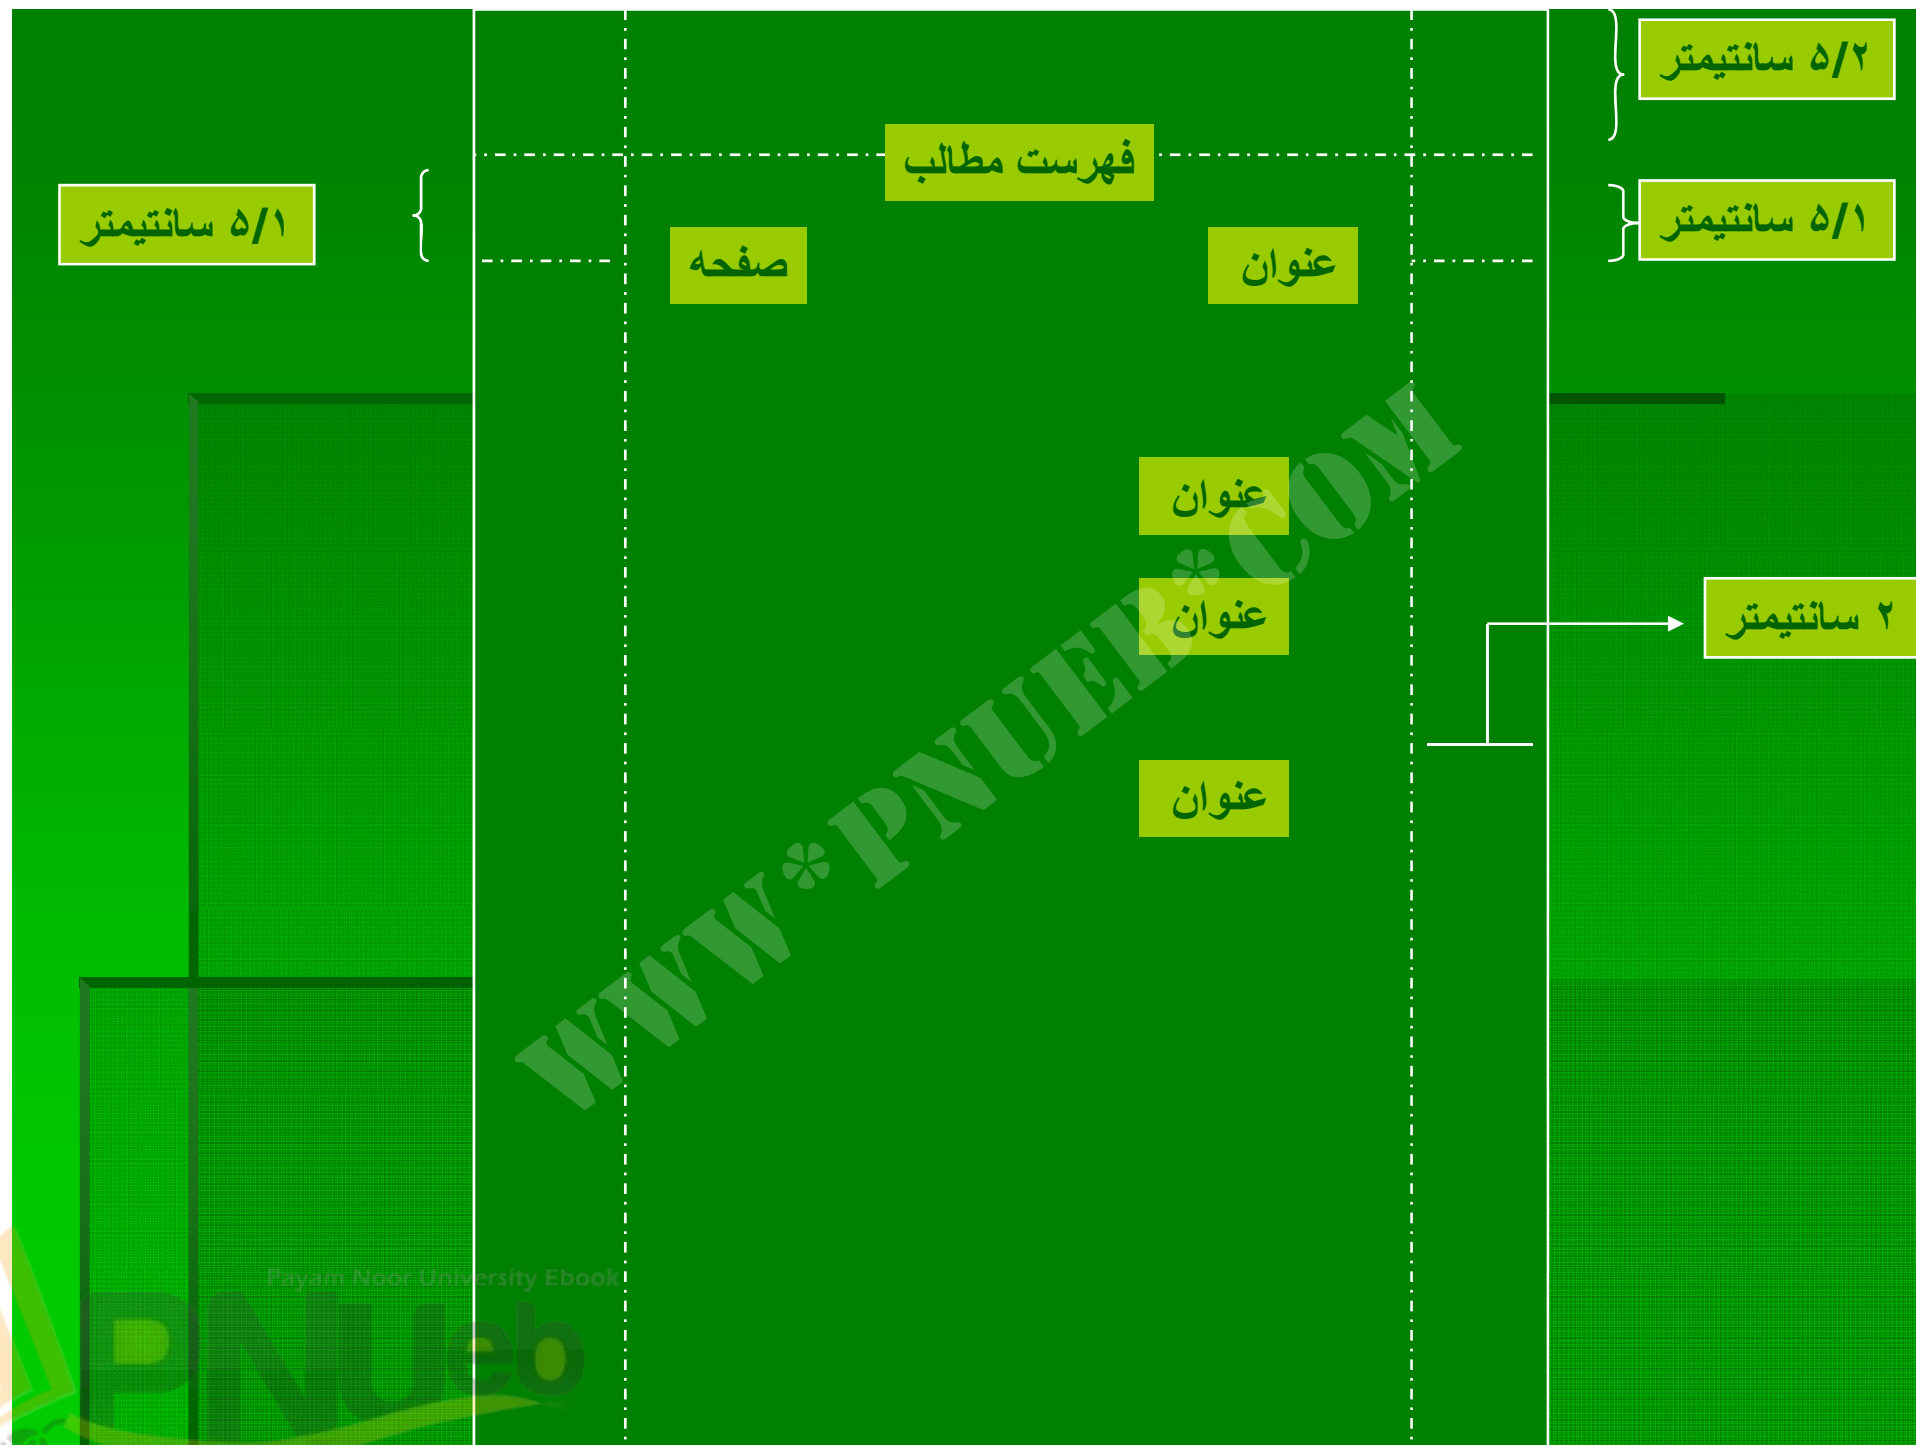 ۵/۲ سانتیمتر
فهرست مطالب
۵/۱ سانتیمتر
۵/۱ سانتیمتر
عنوان
صفحه
عنوان
عنوان
۲ سانتیمتر
عنوان
WWW*PNUEB*COM
Payam Noor University Ebook
PNUeb